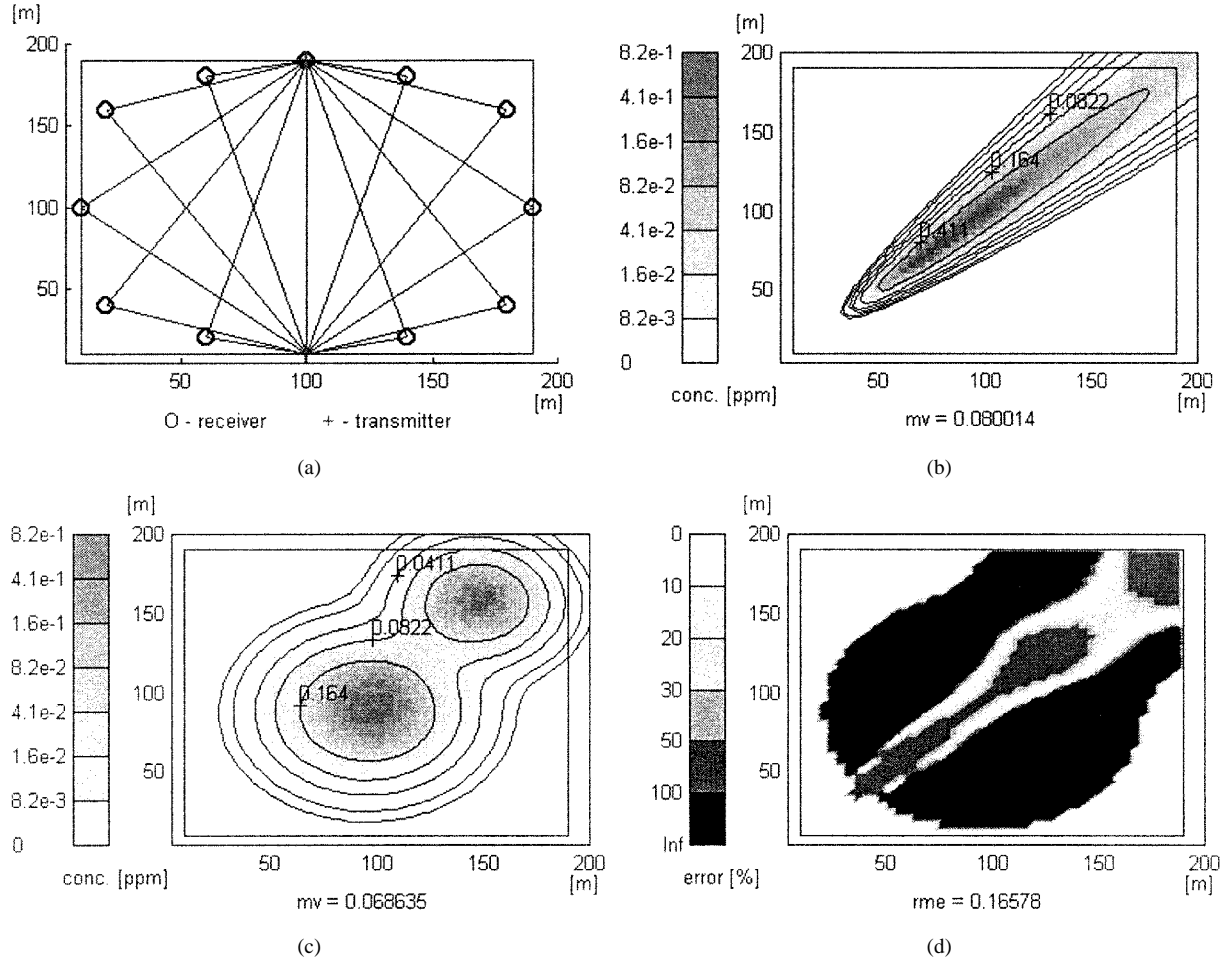 [m]
200
150
100
50
50
100
150
200
[m]
O - receiver
+ - transmitter
(a)
[m]
8.2e-1
4.1e-1
1.6e-1
8.2e-2
4.1e-2
1.6e-2
8.2e-3
0
conc. [ppm]
200
150
100
50
0.0822
0.164
0.411
50
100
150
200
[m]
mv = 0.080014
(b)
[m]
8.2e-1
4.1e-1
1.6e-1
8.2e-2
4.1e-2
1.6e-2
8.2e-3
0
conc. [ppm]
200
150
100
50
0.0411
0.0822
0.164
50
100
150
200
[m]
mv = 0.068635
(c)
[m]
0
10
20
30
50
100
Inf
error [%]
200
150
100
50
50
100
150
200
[m]
rme = 0.16578
(d)